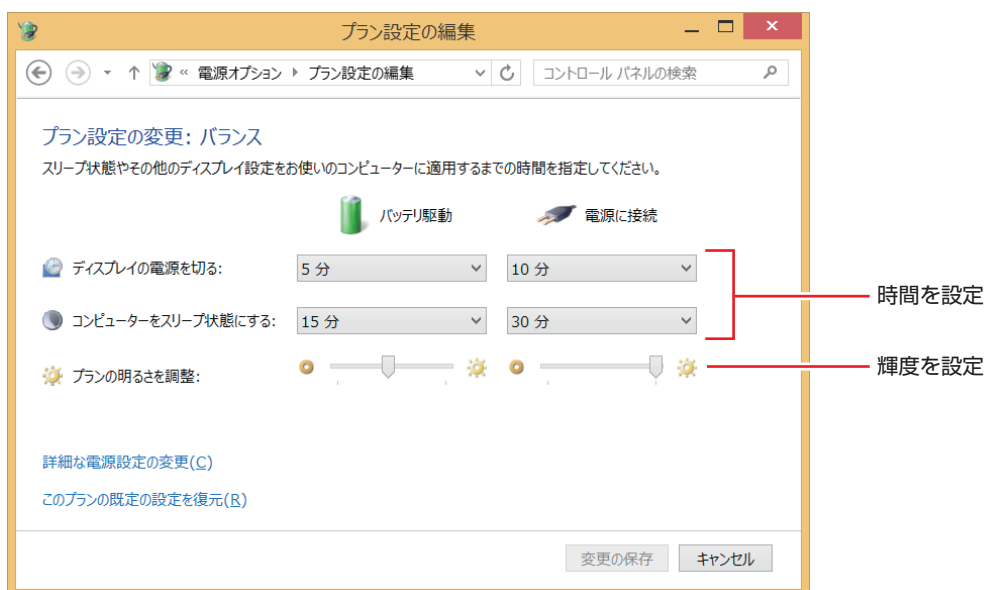 プラン設定の編集
« 電源オプション ▸ プラン設定の編集 コントロール パネルの検索
プラン設定の変更: バランス
スリープ状態やその他のディスプレイ設定をお使いのコンピューターに適用するまでの時間を指定してください。
バッテリ駆動 電源に接続
ディスプレイの電源を切る: 5 分 10 分
時間を設定
コンピューターをスリープ状態にする: 15 分 30 分
プランの明るさを調整: 輝度を設定
詳細な電源設定の変更(C)
このプランの既定の設定を復元(R)
変更の保存 キャンセル